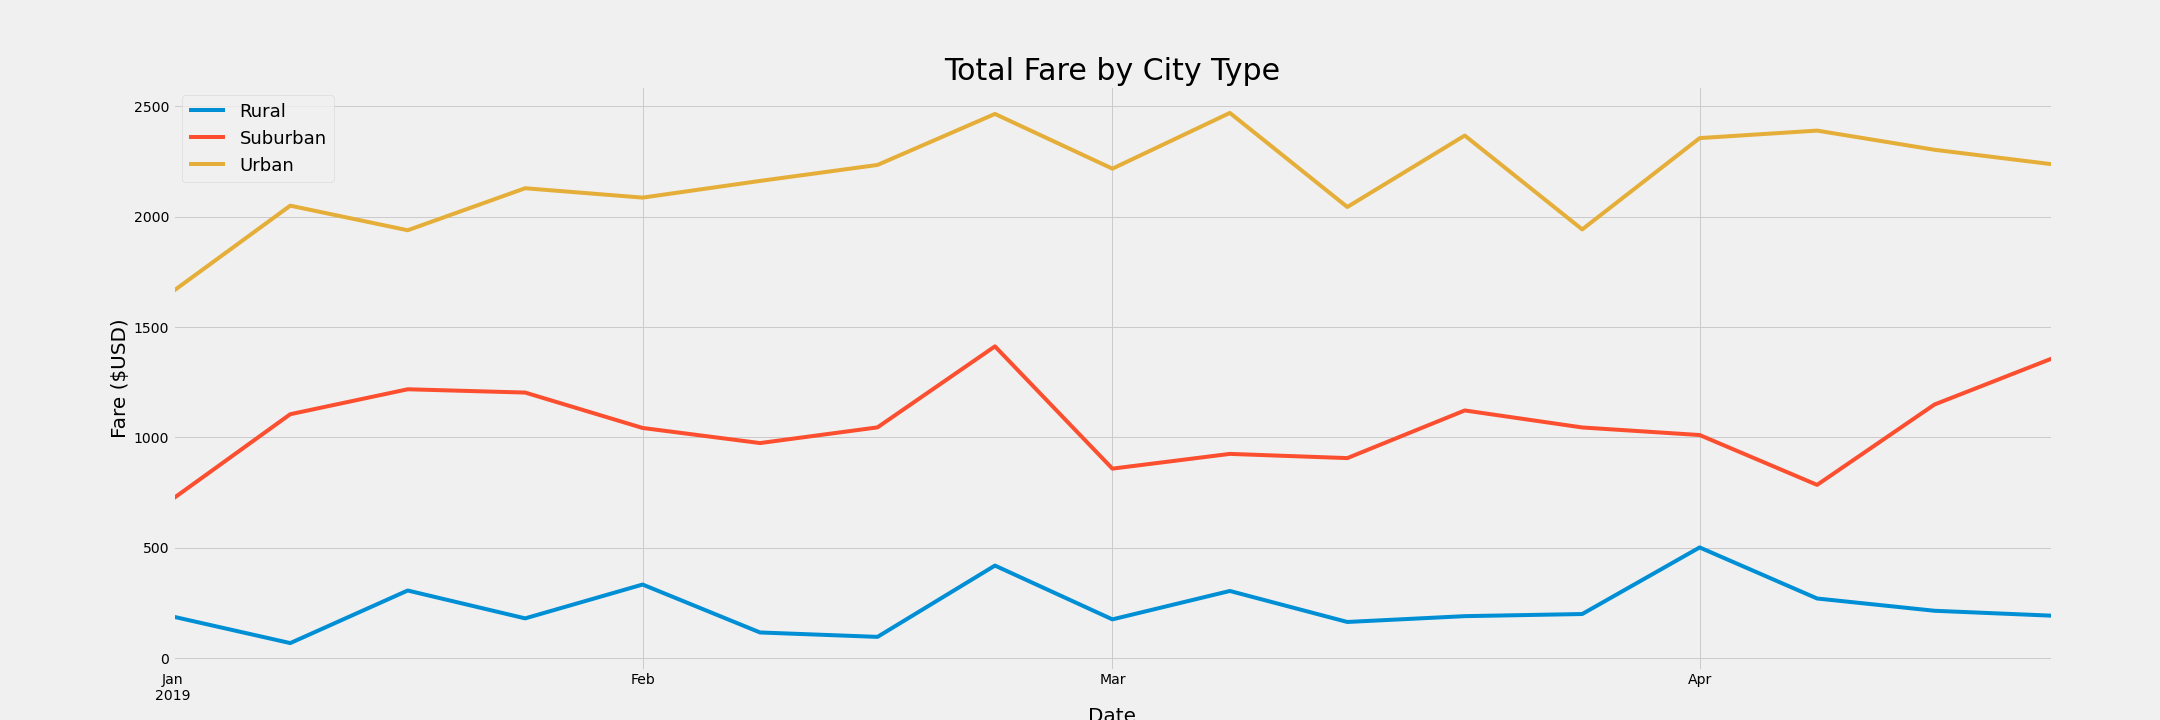 Total Fare by City Type
Rural
Suburban
Urban
Fare ($USD)
2500
2000
1500
1000
500
0
Jan
2019
Feb
Mar
Apr
Date